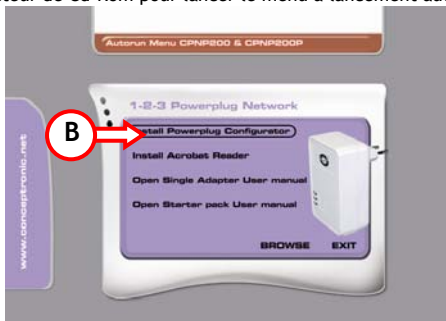 Autorun Menu CPNP200 & CPNP200P
1-2-3 Powerplug Network
B
Install Powerplug Configurator
Install Acrobat Reader
Open Single Adapter User manual
Open Starter pack User manual
BROWSE EXIT
www.conceptronic.net